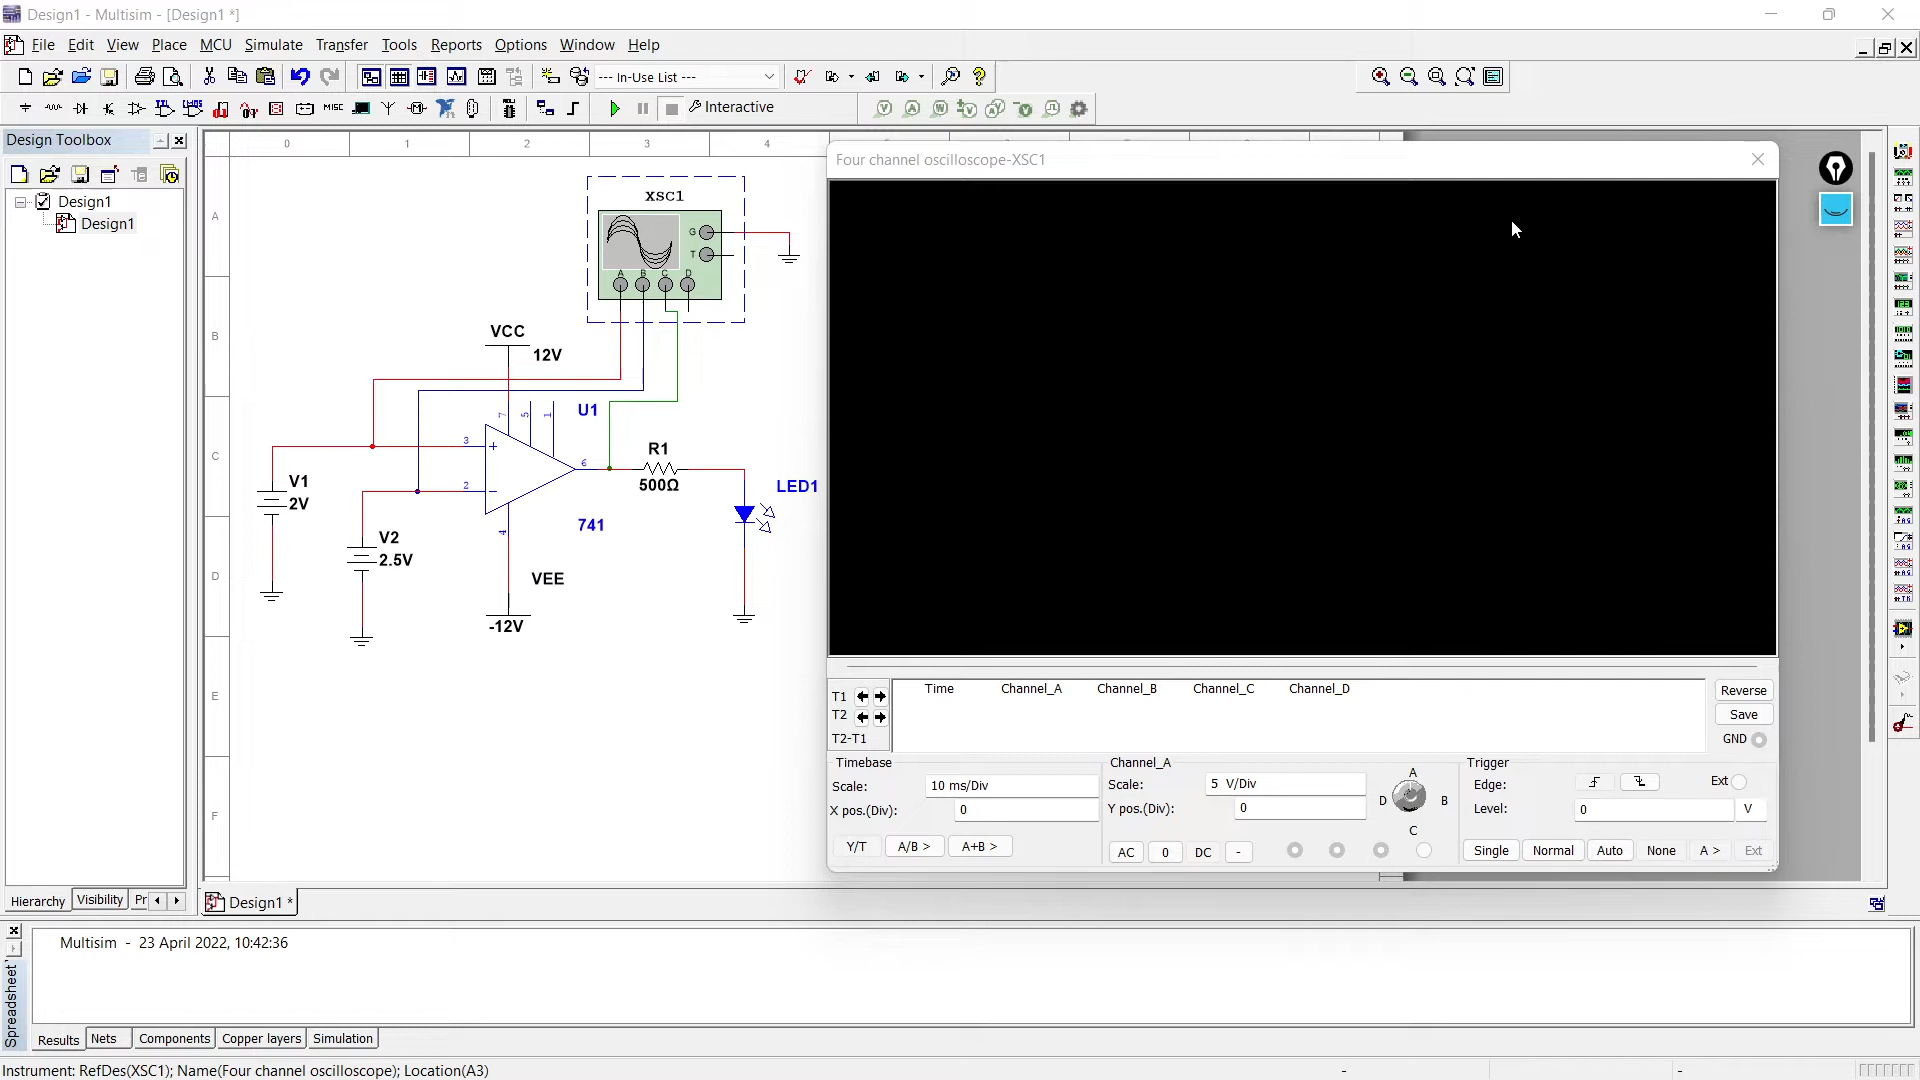 Design1 - Multisim - [Design1 *]
File Edit View Place MCU Simulate Transfer Tools Reports Options Window Help
--- In-Use List ---
MISC
Interactive
Design Toolbox
Design1
Design1
0 1 2 3 4
A
B
C
D
E
F
XSC1
G
T
A B C D
VCC
12V
U1
7 5 1
3
2
6
4
741
R1
500Ω
LED1
V1
2V
V2
2.5V
VEE
-12V
Four channel oscilloscope-XSC1
Time Channel_A Channel_B Channel_C Channel_D
T1
T2
T2-T1
Reverse
Save
GND
Timebase
Scale: 10 ms/Div
X pos.(Div): 0
Y/T A/B > A+B >
Channel_A
Scale: 5 V/Div
Y pos.(Div): 0
AC 0 DC -
A
D B
C
Trigger
Edge: Ext
Level: 0 V
Single Normal Auto None A > Ext
Hierarchy Visibility Pr
Design1 *
Multisim - 23 April 2022, 10:42:36
Spreadsheet
Results Nets Components Copper layers Simulation
Instrument: RefDes(XSC1); Name(Four channel oscilloscope); Location(A3)
- -